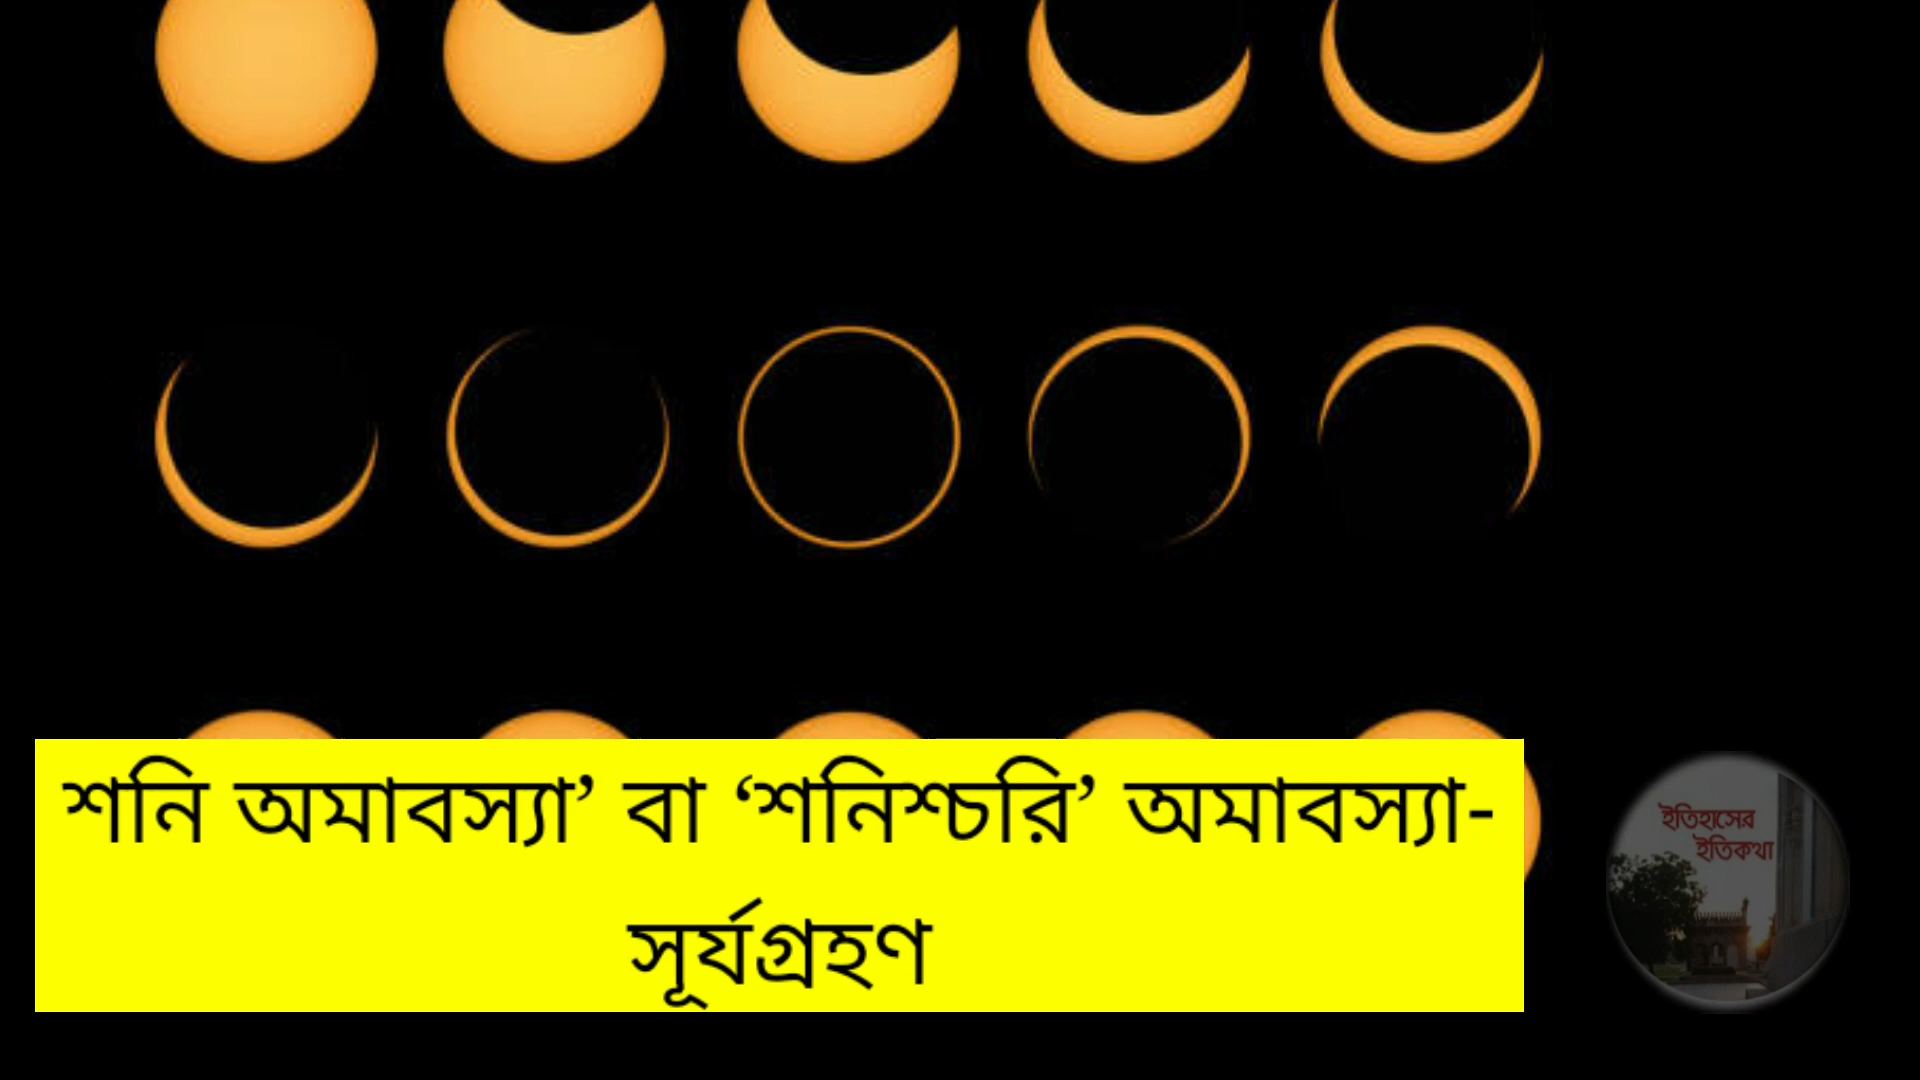 শনি অমাবস্যা’ বা ‘শনিশ্চরি’ অমাবস্যা-
সূর্যগ্রহণ
ইতিহাসের
ইতিকথা